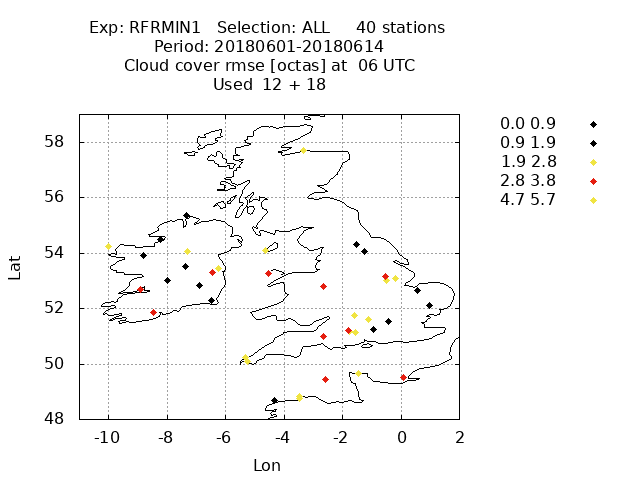 Exp: RFRMIN1   Selection: ALL     40 stations
Period: 20180601-20180614
Cloud cover rmse [octas] at  06 UTC
Used  12 + 18
0.0 0.9
0.9 1.9
1.9 2.8
2.8 3.8
4.7 5.7
58
56
54
52
50
48
Lat
-10 -8 -6 -4 -2 0 2
Lon